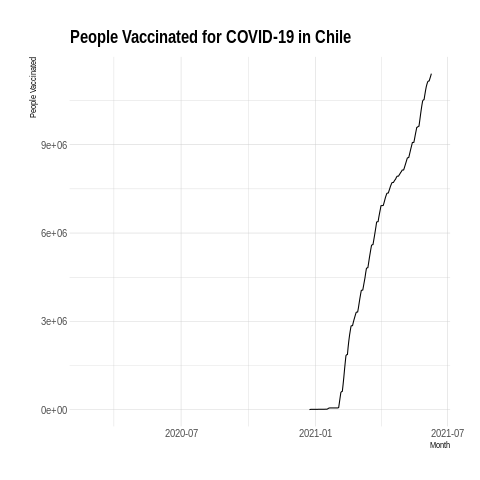 People Vaccinated for COVID-19 in Chile
People Vaccinated
9e+06
6e+06
3e+06
0e+00
2020-07
2021-01
2021-07
Month